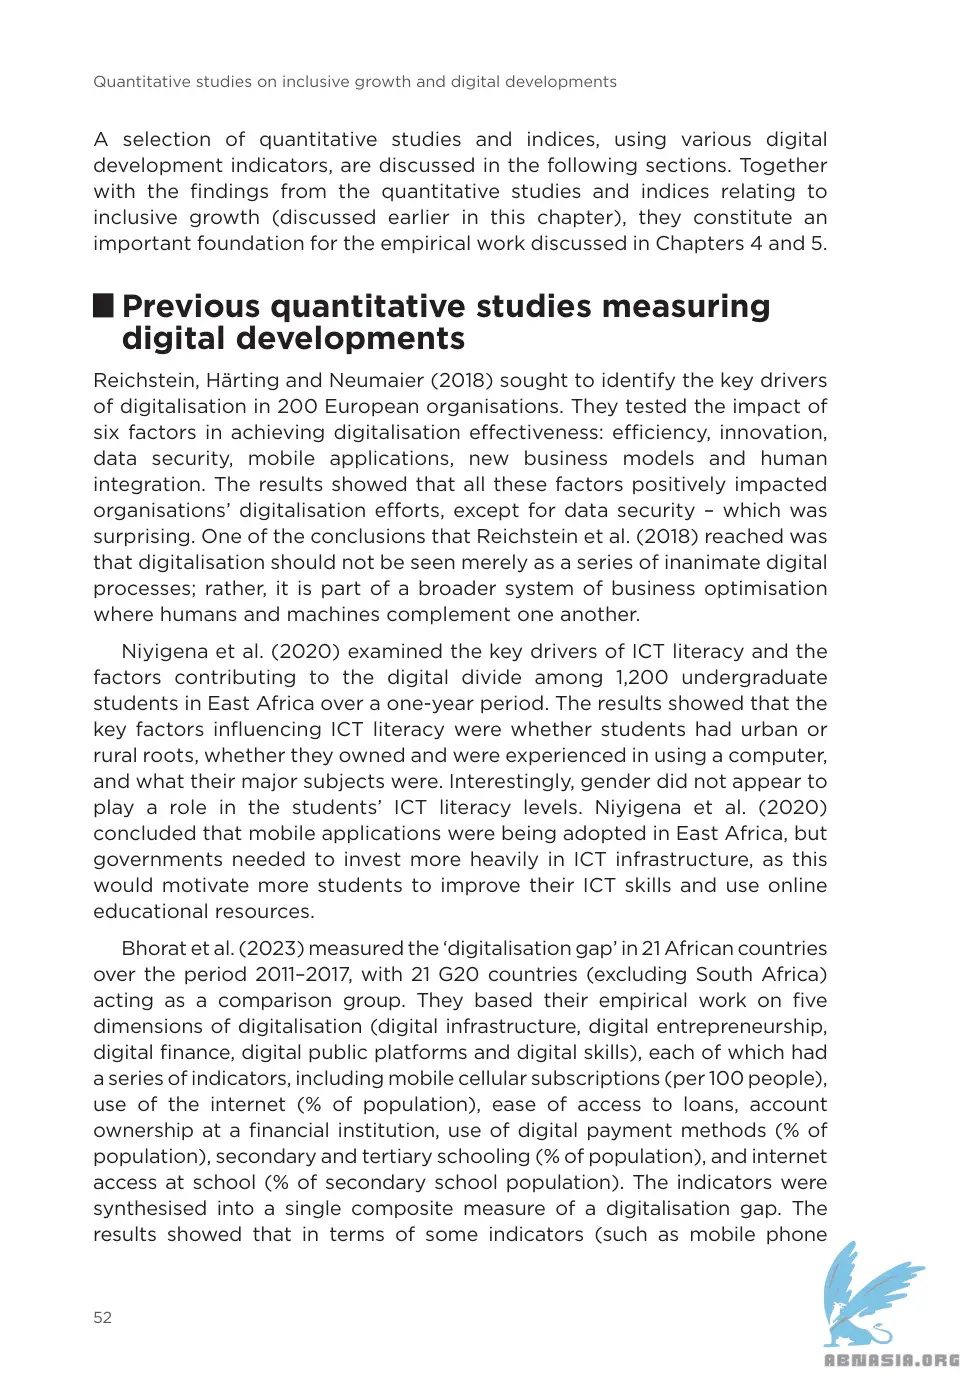 Quantitative studies on inclusive growth and digital developments
A selection of quantitative studies and indices, using various digital
development indicators, are discussed in the following sections. Together
with the findings from the quantitative studies and indices relating to
inclusive growth (discussed earlier in this chapter), they constitute an
important foundation for the empirical work discussed in Chapters 4 and 5.
Previous quantitative studies measuring
digital developments
Reichstein, Härting and Neumaier (2018) sought to identify the key drivers
of digitalisation in 200 European organisations. They tested the impact of
six factors in achieving digitalisation effectiveness: efficiency, innovation,
data security, mobile applications, new business models and human
integration. The results showed that all these factors positively impacted
organisations’ digitalisation efforts, except for data security – which was
surprising. One of the conclusions that Reichstein et al. (2018) reached was
that digitalisation should not be seen merely as a series of inanimate digital
processes; rather, it is part of a broader system of business optimisation
where humans and machines complement one another.
Niyigena et al. (2020) examined the key drivers of ICT literacy and the
factors contributing to the digital divide among 1,200 undergraduate
students in East Africa over a one-year period. The results showed that the
key factors influencing ICT literacy were whether students had urban or
rural roots, whether they owned and were experienced in using a computer,
and what their major subjects were. Interestingly, gender did not appear to
play a role in the students’ ICT literacy levels. Niyigena et al. (2020)
concluded that mobile applications were being adopted in East Africa, but
governments needed to invest more heavily in ICT infrastructure, as this
would motivate more students to improve their ICT skills and use online
educational resources.
Bhorat et al. (2023) measured the ‘digitalisation gap’ in 21 African countries
over the period 2011–2017, with 21 G20 countries (excluding South Africa)
acting as a comparison group. They based their empirical work on five
dimensions of digitalisation (digital infrastructure, digital entrepreneurship,
digital finance, digital public platforms and digital skills), each of which had
a series of indicators, including mobile cellular subscriptions (per 100 people),
use of the internet (% of population), ease of access to loans, account
ownership at a financial institution, use of digital payment methods (% of
population), secondary and tertiary schooling (% of population), and internet
access at school (% of secondary school population). The indicators were
synthesised into a single composite measure of a digitalisation gap. The
results showed that in terms of some indicators (such as mobile phone
52
ABNASIA.ORG